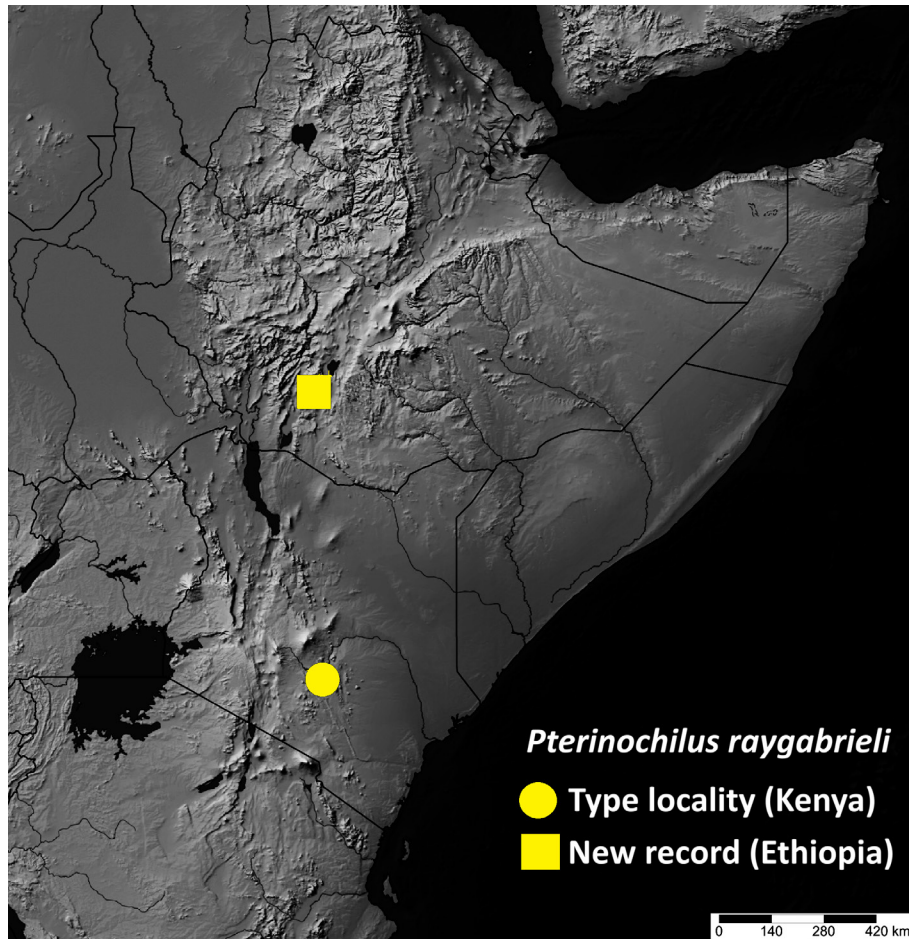 Pterinochilus raygabrieli
Type locality (Kenya)
New record (Ethiopia)
0 140 280 420 km